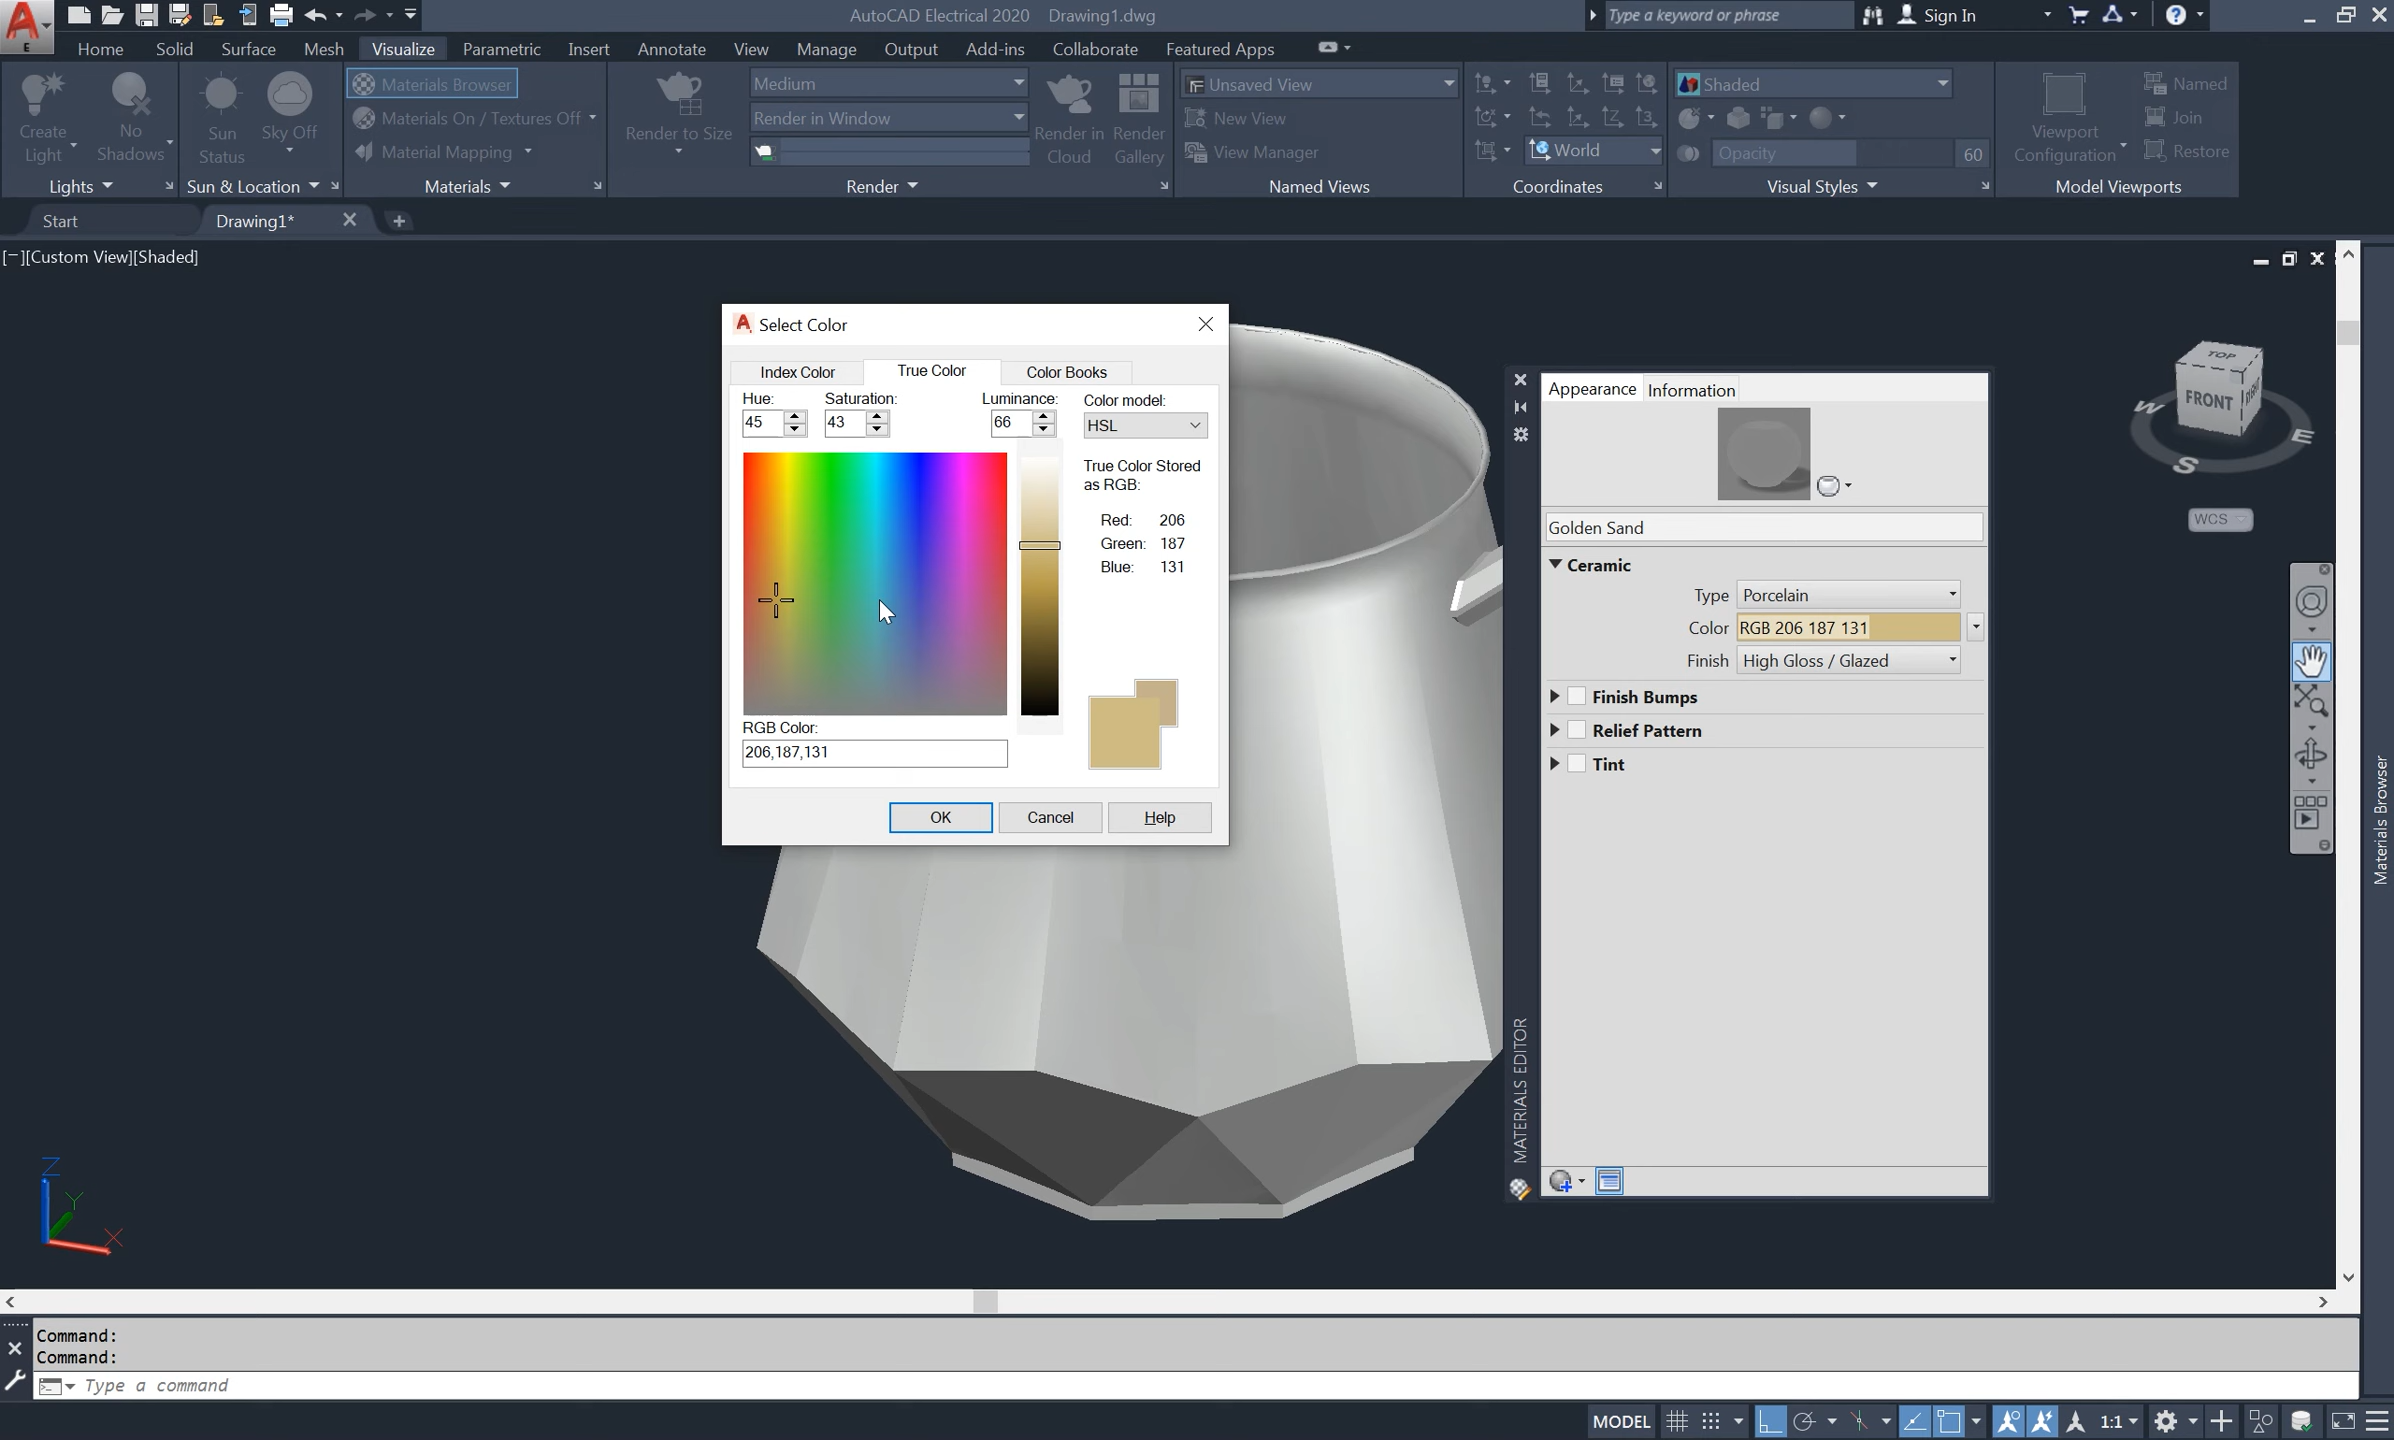 AutoCAD Electrical 2020 Drawing1.dwg
Type a keyword or phrase
Sign In
Home Solid Surface Mesh Visualize Parametric Insert Annotate View Manage Output Add-ins Collaborate Featured Apps
Create Light
No Shadows
Lights
Sun Status
Sky Off
Sun & Location
Materials Browser
Materials On / Textures Off
Material Mapping
Materials
Render to Size
Medium
Render in Window
Render in Cloud
Render Gallery
Render
Unsaved View
New View
View Manager
Named Views
World
Coordinates
Shaded
Opacity 60
Visual Styles
Viewport Configuration
Named
Join
Restore
Model Viewports
Start
Drawing1*
[−][Custom View][Shaded]
Select Color
Index Color True Color Color Books
Hue: Saturation: Luminance: Color model:
45 43 66 HSL
True Color Stored
as RGB:
Red: 206
Green: 187
Blue: 131
RGB Color:
206,187,131
OK Cancel Help
Appearance Information
Golden Sand
Ceramic
Type Porcelain
Color RGB 206 187 131
Finish High Gloss / Glazed
Finish Bumps
Relief Pattern
Tint
MATERIALS EDITOR
TOP
FRONT
RIGHT
W
S
E
WCS
Materials Browser
Z
Y
X
Command:
Command:
Type a command
MODEL
1:1